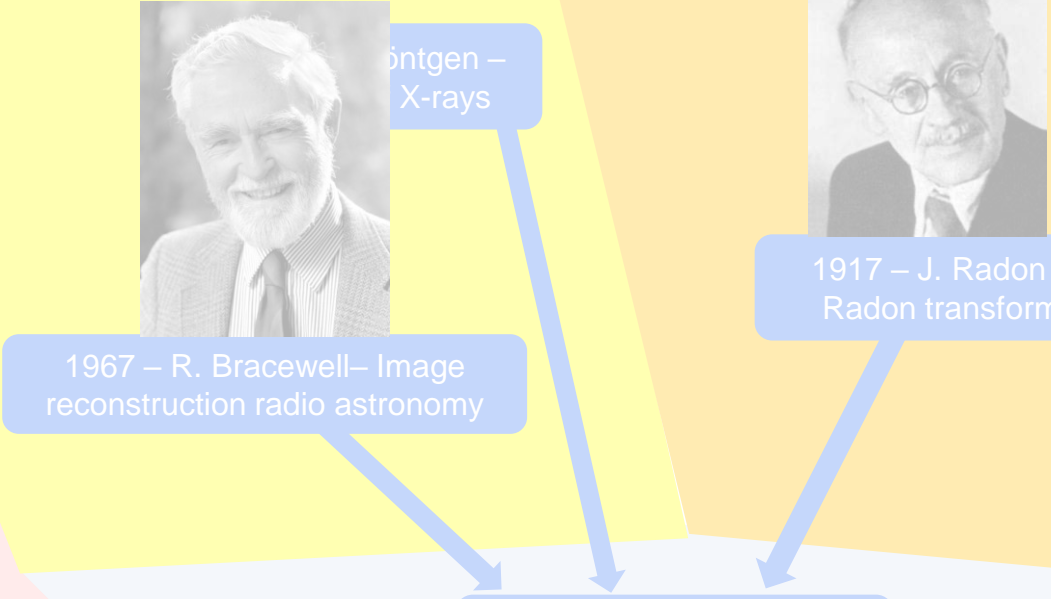 öntgen –
X-rays
1917 – J. Radon
Radon transform
1967 – R. Bracewell– Image
reconstruction radio astronomy